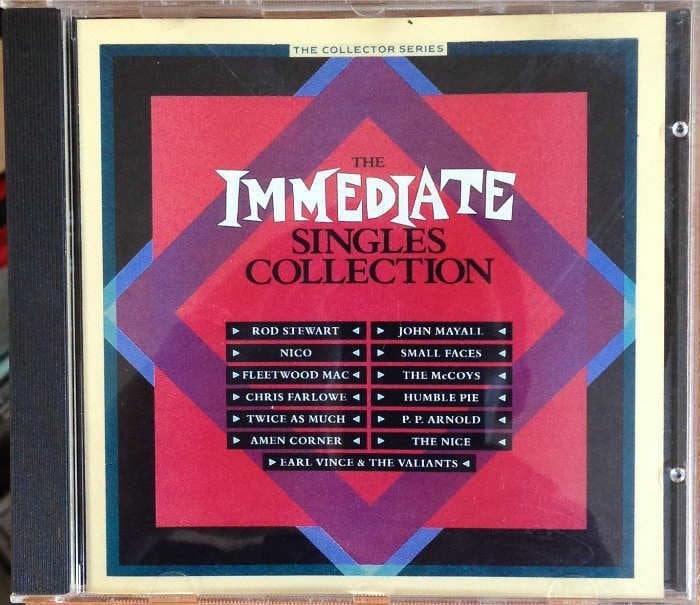 THE COLLECTOR SERIES
THE
IMMEDIATE
SINGLES
COLLECTION
ROD STEWART
JOHN MAYALL
NICO
SMALL FACES
FLEETWOOD MAC
THE McCOYS
CHRIS FARLOWE
HUMBLE PIE
TWICE AS MUCH
P. P. ARNOLD
AMEN CORNER
THE NICE
EARL VINCE & THE VALIANTS